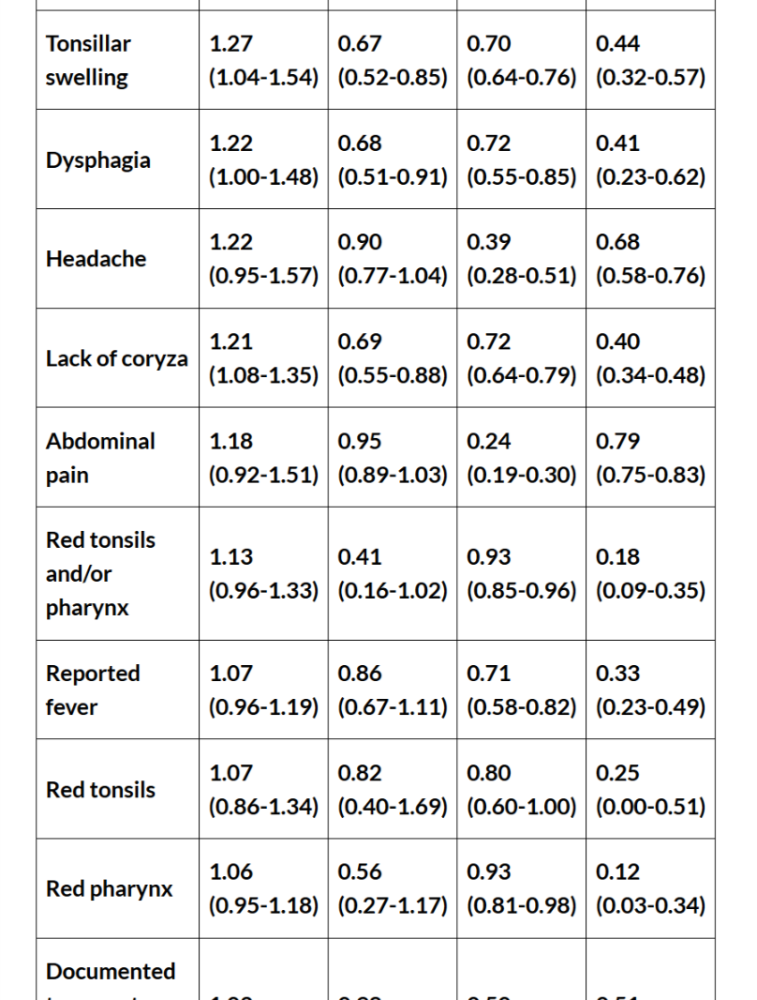 Tonsillar swelling 1.27 (1.04-1.54) 0.67 (0.52-0.85) 0.70 (0.64-0.76) 0.44 (0.32-0.57)
Dysphagia 1.22 (1.00-1.48) 0.68 (0.51-0.91) 0.72 (0.55-0.85) 0.41 (0.23-0.62)
Headache 1.22 (0.95-1.57) 0.90 (0.77-1.04) 0.39 (0.28-0.51) 0.68 (0.58-0.76)
Lack of coryza 1.21 (1.08-1.35) 0.69 (0.55-0.88) 0.72 (0.64-0.79) 0.40 (0.34-0.48)
Abdominal pain 1.18 (0.92-1.51) 0.95 (0.89-1.03) 0.24 (0.19-0.30) 0.79 (0.75-0.83)
Red tonsils and/or pharynx 1.13 (0.96-1.33) 0.41 (0.16-1.02) 0.93 (0.85-0.96) 0.18 (0.09-0.35)
Reported fever 1.07 (0.96-1.19) 0.86 (0.67-1.11) 0.71 (0.58-0.82) 0.33 (0.23-0.49)
Red tonsils 1.07 (0.86-1.34) 0.82 (0.40-1.69) 0.80 (0.60-1.00) 0.25 (0.00-0.51)
Red pharynx 1.06 (0.95-1.18) 0.56 (0.27-1.17) 0.93 (0.81-0.98) 0.12 (0.03-0.34)
Documented